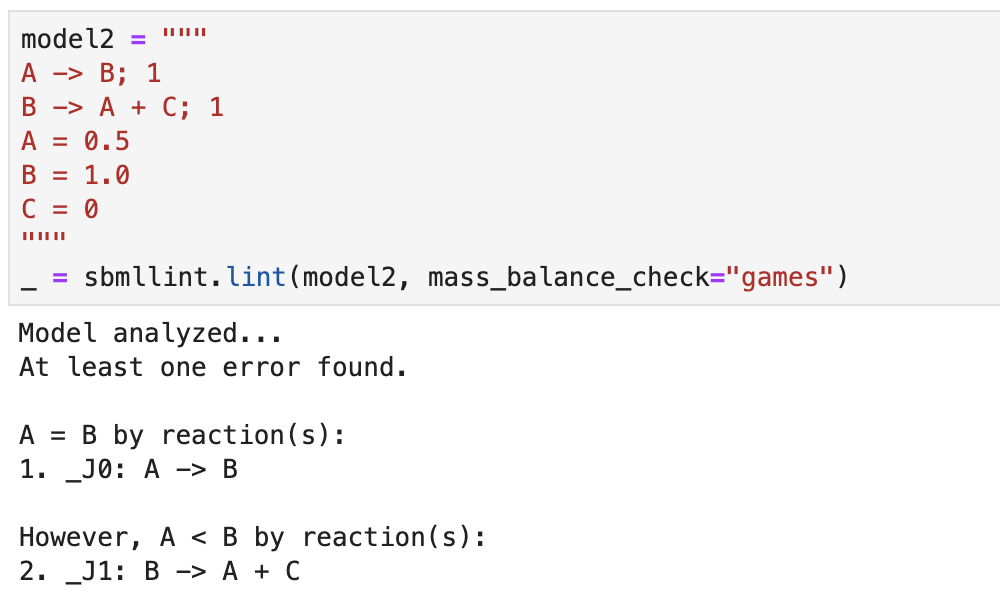 model2 = """
A -> B; 1
B -> A + C; 1
A = 0.5
B = 1.0
C = 0
"""
_ = sbmllint.lint(model2, mass_balance_check="games")
Model analyzed...
At least one error found.
A = B by reaction(s):
1. _J0: A -> B
However, A < B by reaction(s):
2. _J1: B -> A + C